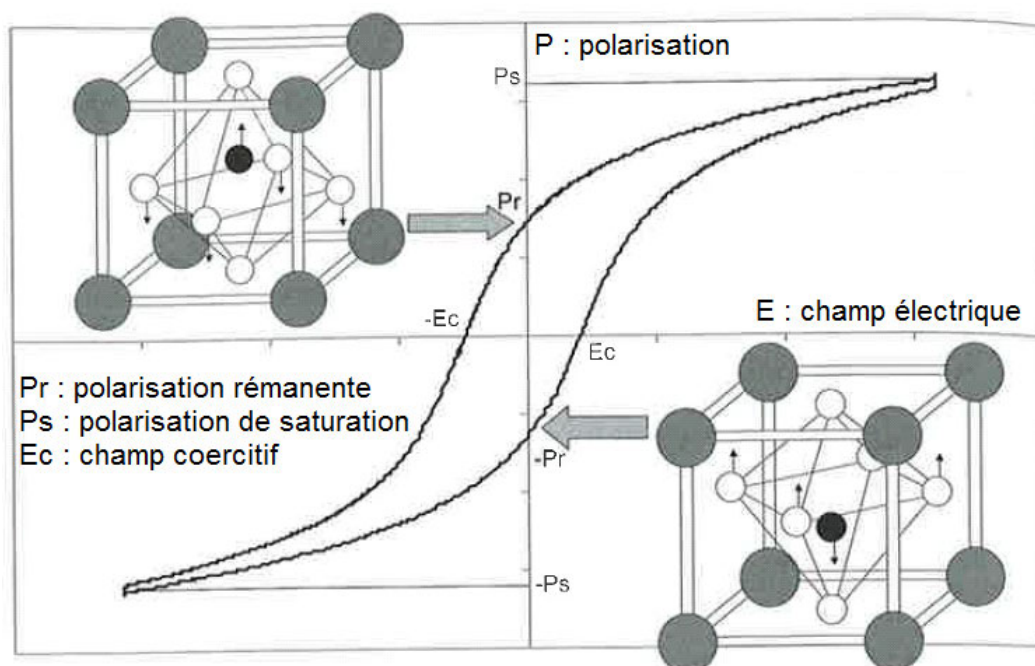 P : polarisation
Ps
Pr
-Ec
E : champ électrique
Ec
Pr : polarisation rémanente
Ps : polarisation de saturation
Ec : champ coercitif
-Pr
-Ps